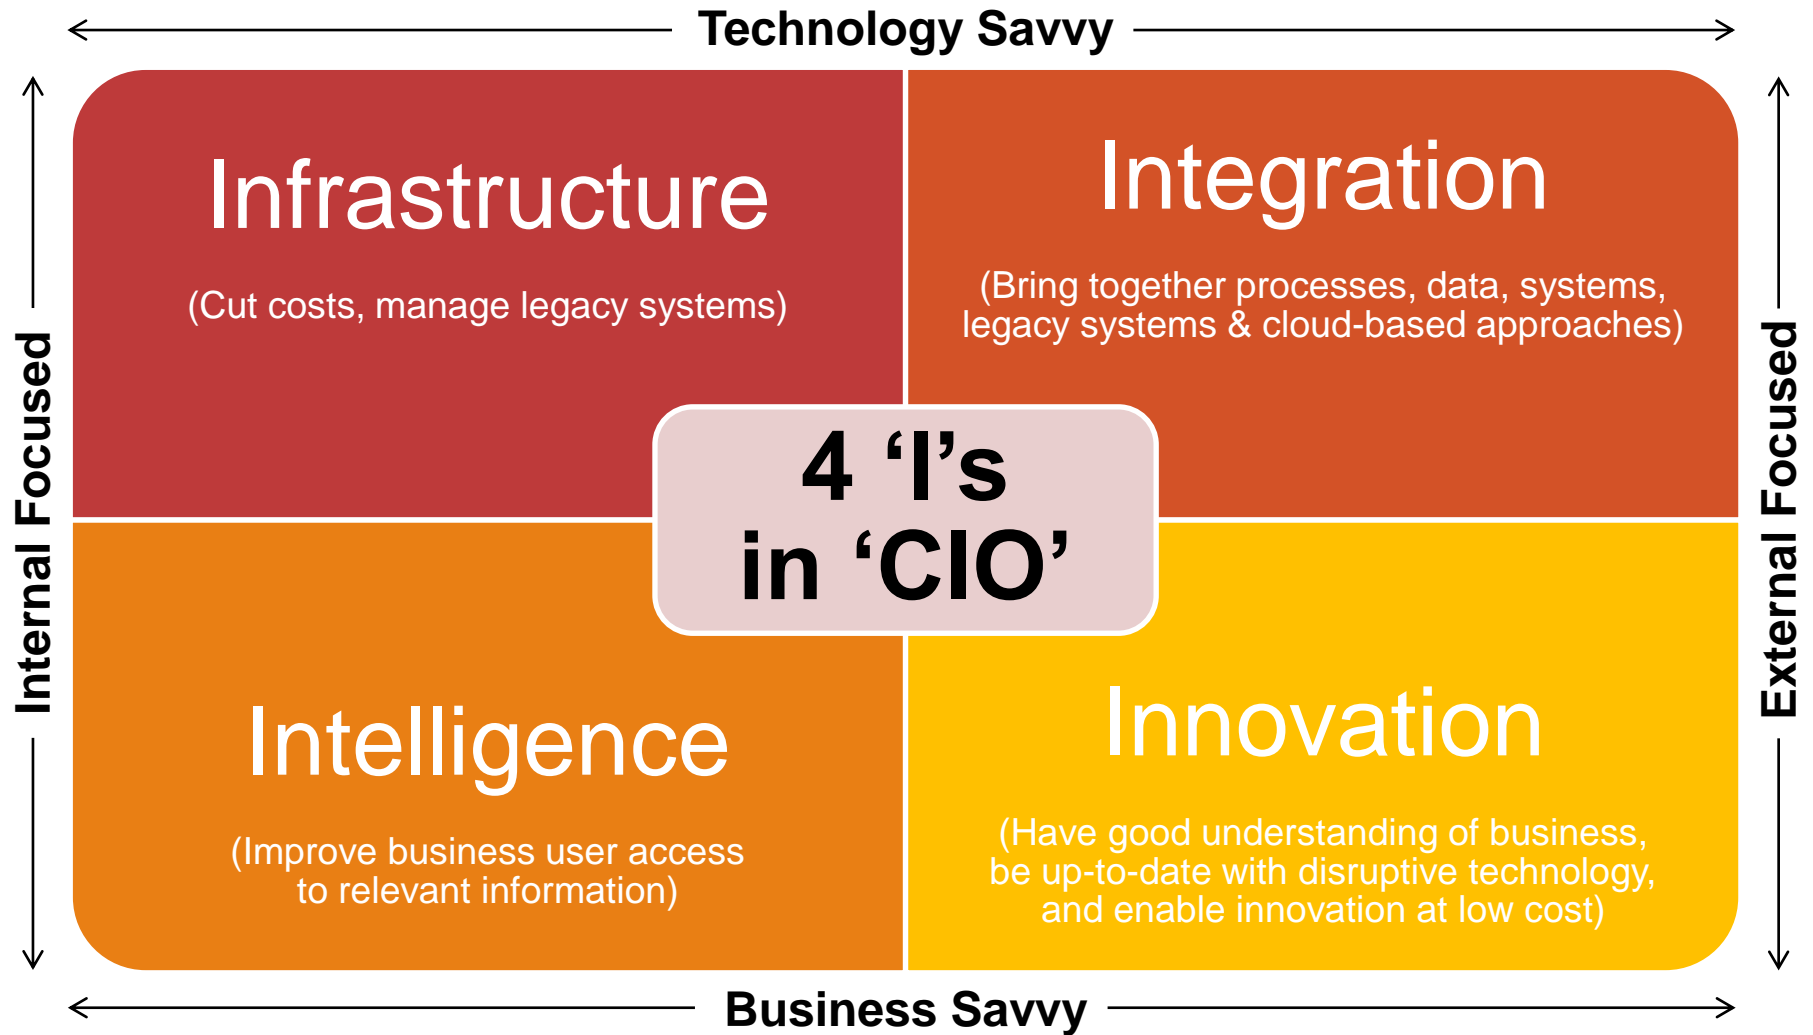 Technology Savvy
Internal Focused
Infrastructure
(Cut costs, manage legacy systems)
Integration
(Bring together processes, data, systems,
legacy systems & cloud-based approaches)
External Focused
4 ‘I’s
in ‘CIO’
Intelligence
(Improve business user access
to relevant information)
Innovation
(Have good understanding of business,
be up-to-date with disruptive technology,
and enable innovation at low cost)
Business Savvy